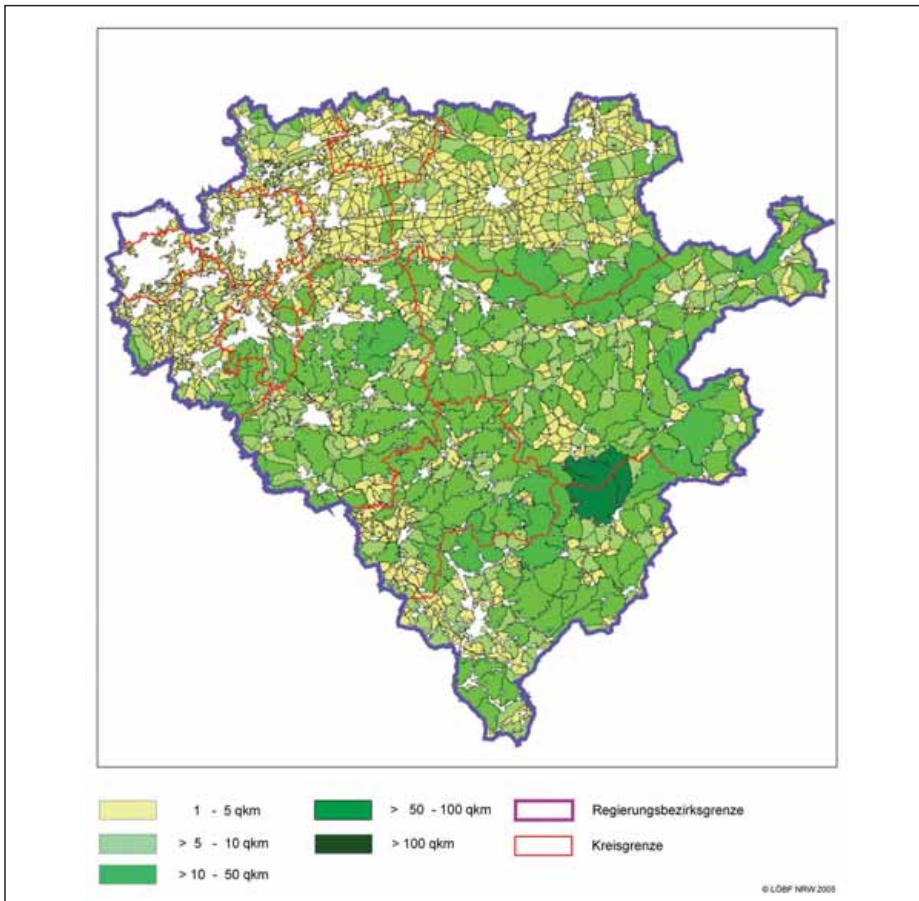 1 - 5 qkm
> 5 - 10 qkm
> 10 - 50 qkm
> 50 - 100 qkm
> 100 qkm
Regierungsbezirksgrenze
Kreisgrenze
© LÖBF NRW 2005